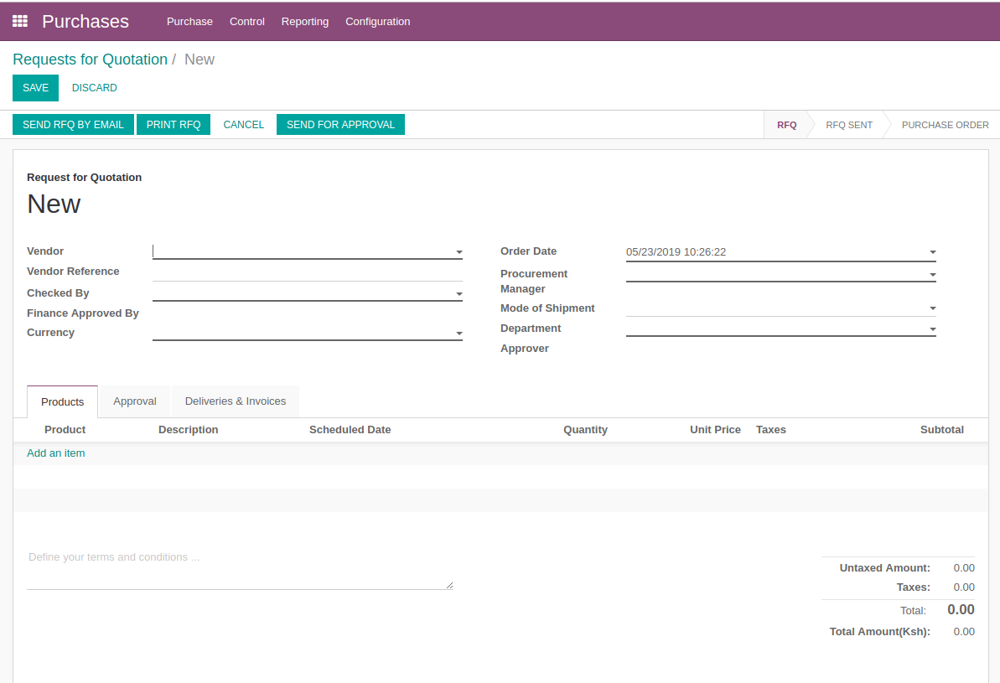 Purchases Purchase Control Reporting Configuration
Requests for Quotation / New
SAVE DISCARD
SEND RFQ BY EMAIL PRINT RFQ CANCEL SEND FOR APPROVAL RFQ RFQ SENT PURCHASE ORDER
Request for Quotation
New
Vendor
Vendor Reference
Checked By
Finance Approved By
Currency
Order Date 05/23/2019 10:26:22
Procurement
Manager
Mode of Shipment
Department
Approver
Products Approval Deliveries & Invoices
Product Description Scheduled Date Quantity Unit Price Taxes Subtotal
Add an item
Define your terms and conditions ...
Untaxed Amount: 0.00
Taxes: 0.00
Total: 0.00
Total Amount(Ksh): 0.00